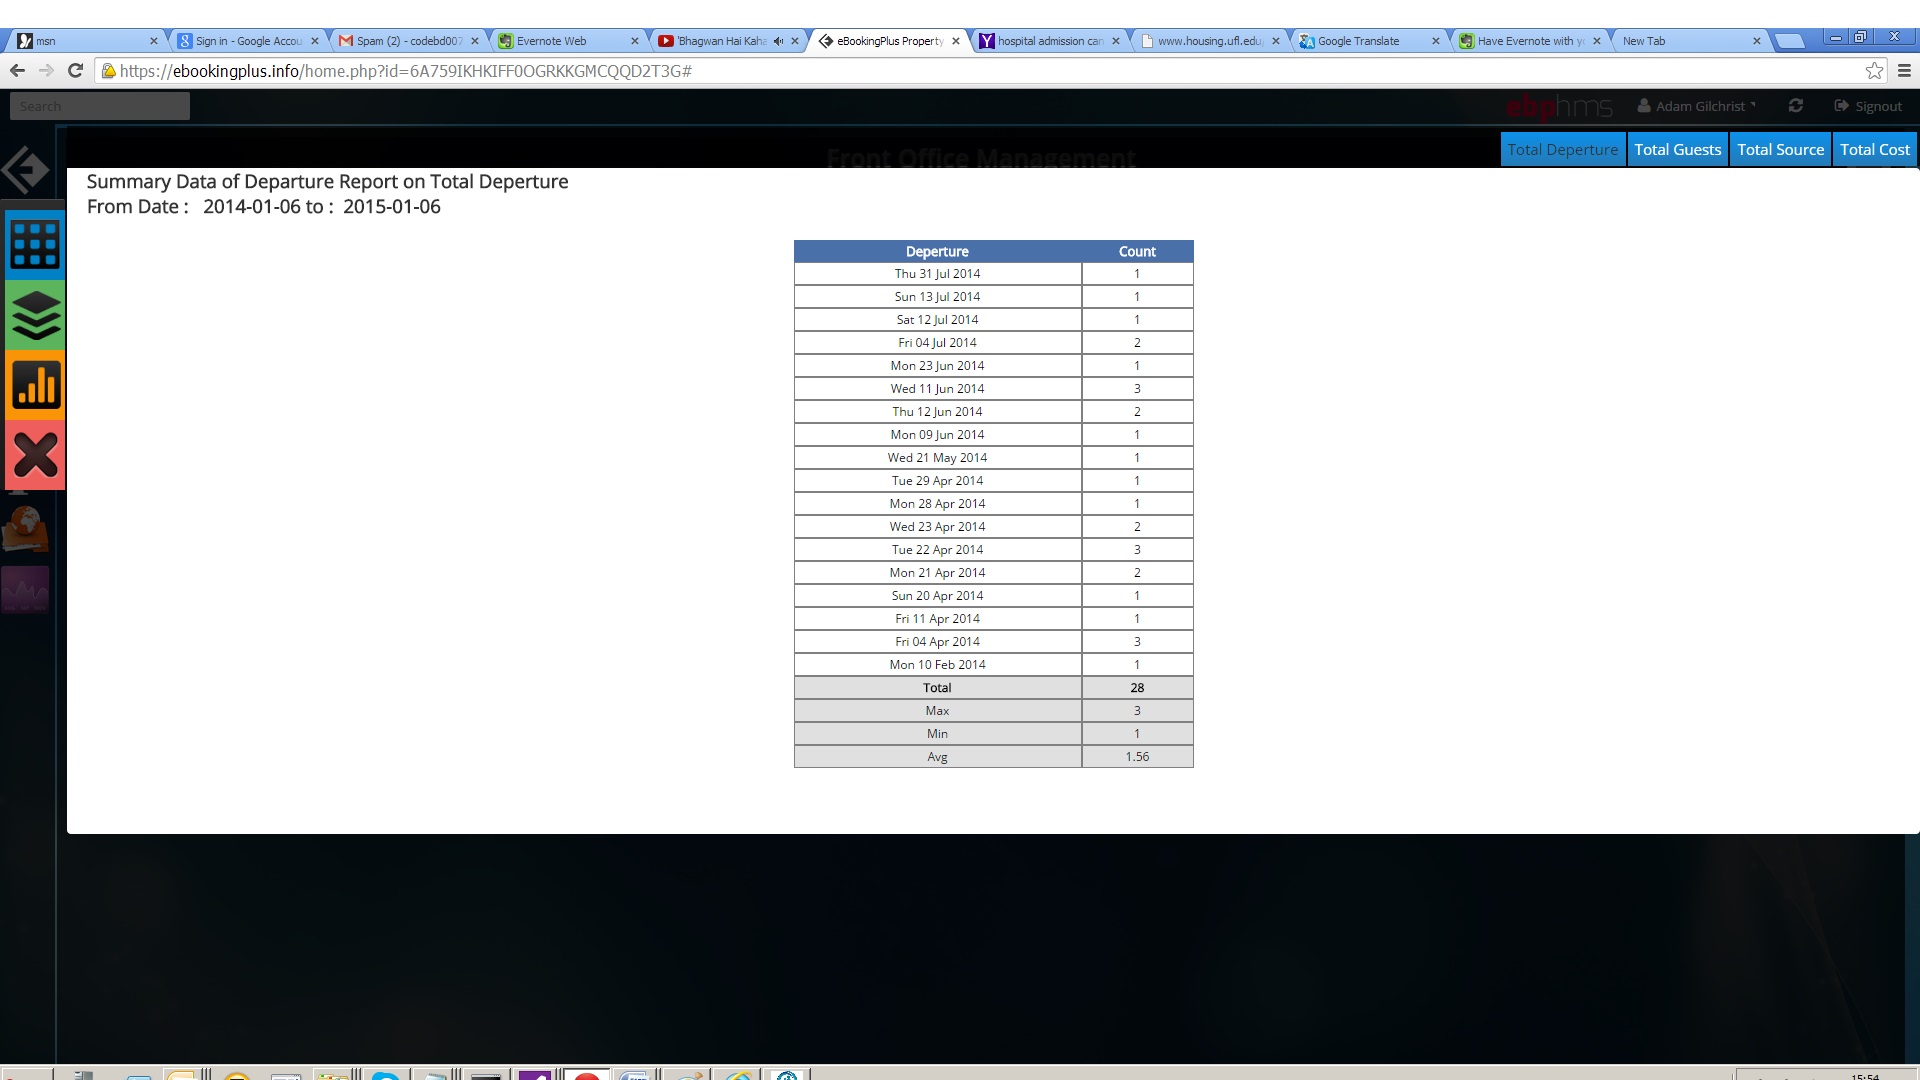 msn
Sign in - Google Accou
Spam (2) - codebd007
Evernote Web
'Bhagwan Hai Kaha
eBookingPlus Property
hospital admission can
www.housing.ufl.edu
Google Translate
Have Evernote with yo
New Tab
https://ebookingplus.info/home.php?id=6A759IKHKIFF0OGRKKGMCQQD2T3G#
Search
ebphms
Adam Gilchrist
Signout
Front Office Management
Total Deperture Total Guests Total Source Total Cost
Summary Data of Departure Report on Total Deperture
From Date : 2014-01-06 to : 2015-01-06
Deperture Count
Thu 31 Jul 2014 1
Sun 13 Jul 2014 1
Sat 12 Jul 2014 1
Fri 04 Jul 2014 2
Mon 23 Jun 2014 1
Wed 11 Jun 2014 3
Thu 12 Jun 2014 2
Mon 09 Jun 2014 1
Wed 21 May 2014 1
Tue 29 Apr 2014 1
Mon 28 Apr 2014 1
Wed 23 Apr 2014 2
Tue 22 Apr 2014 3
Mon 21 Apr 2014 2
Sun 20 Apr 2014 1
Fri 11 Apr 2014 1
Fri 04 Apr 2014 3
Mon 10 Feb 2014 1
Total 28
Max 3
Min 1
Avg 1.56
15:54